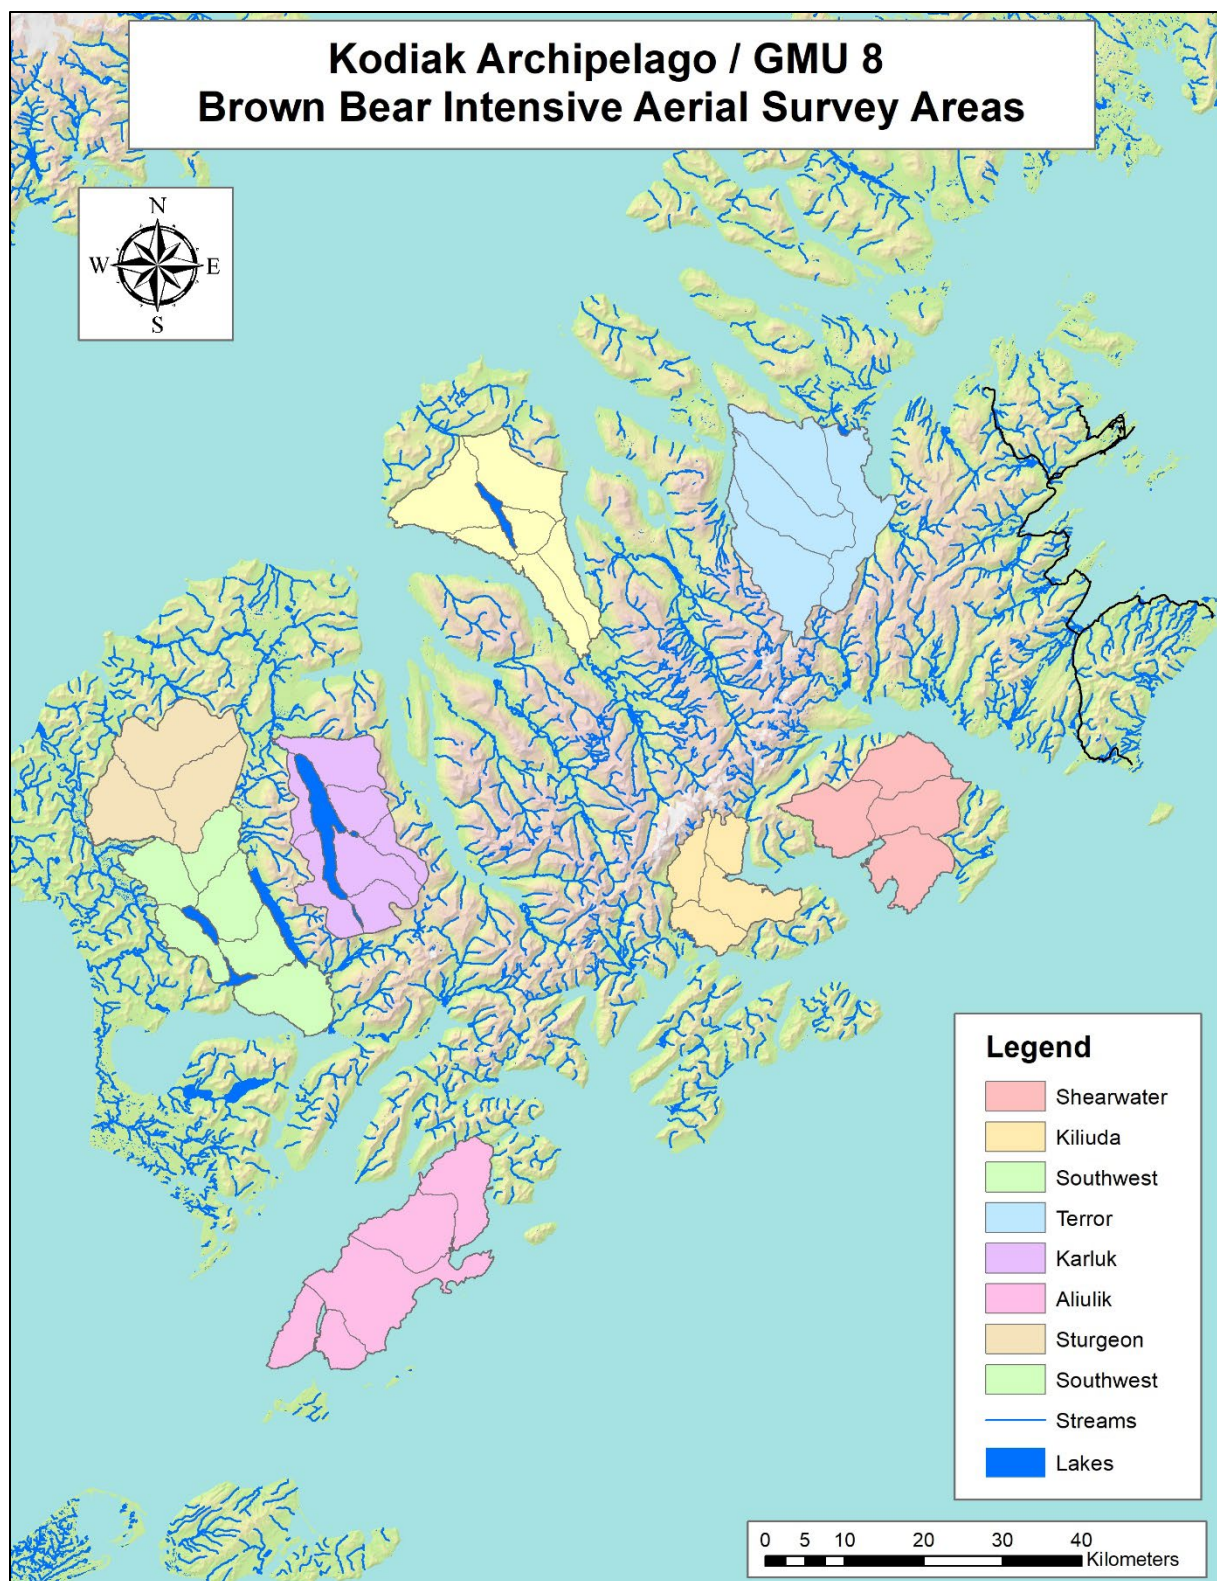 Kodiak Archipelago / GMU 8
Brown Bear Intensive Aerial Survey Areas
N
W E
S
Legend
Shearwater
Kiliuda
Southwest
Terror
Karluk
Aliulik
Sturgeon
Southwest
Streams
Lakes
0 5 10 20 30 40
Kilometers